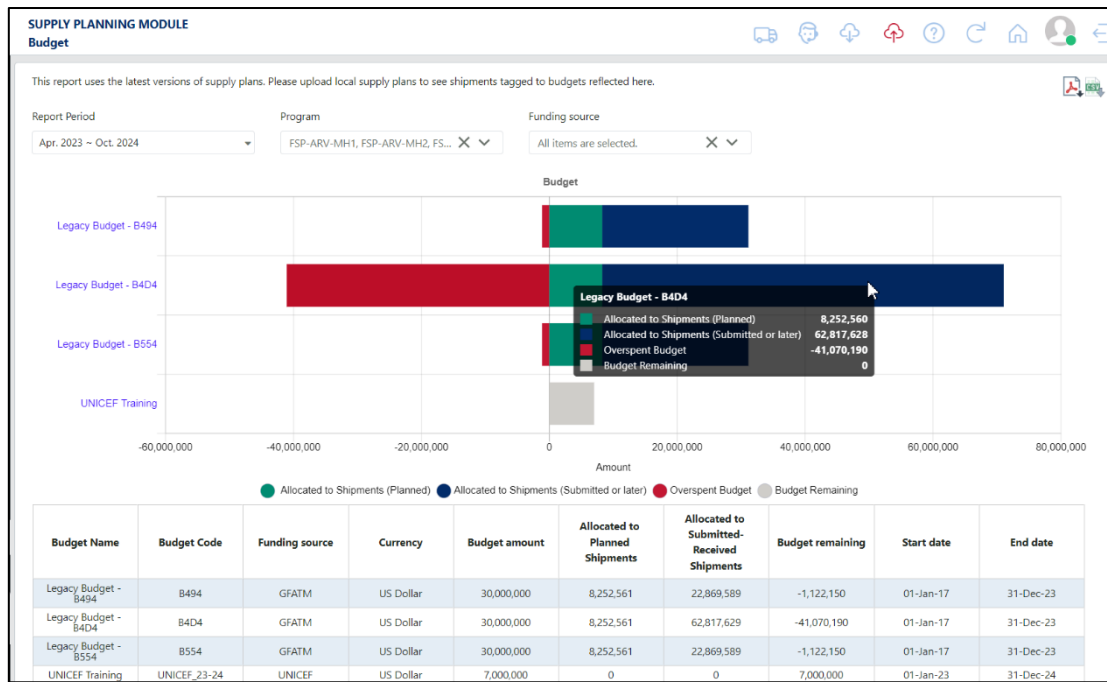 SUPPLY PLANNING MODULE
Budget
This report uses the latest versions of supply plans. Please upload local supply plans to see shipments tagged to budgets reflected here.
Report Period Program Funding source
Apr. 2023 ~ Oct. 2024 FSP-ARV-MH1, FSP-ARV-MH2, FS... All items are selected.
Budget
Legacy Budget - B494
Legacy Budget - B4D4
Legacy Budget - B554
UNICEF Training
Legacy Budget - B4D4
Allocated to Shipments (Planned) 8,252,560
Allocated to Shipments (Submitted or later) 62,817,628
Overspent Budget -41,070,190
Budget Remaining 0
-60,000,000 -40,000,000 -20,000,000 0 20,000,000 40,000,000 60,000,000 80,000,000
Amount
Allocated to Shipments (Planned) Allocated to Shipments (Submitted or later) Overspent Budget Budget Remaining
Budget Name Budget Code Funding source Currency Budget amount Allocated to Planned Shipments Allocated to Submitted-Received Shipments Budget remaining Start date End date
Legacy Budget - B494 B494 GFATM US Dollar 30,000,000 8,252,561 22,869,589 -1,122,150 01-Jan-17 31-Dec-23
Legacy Budget - B4D4 B4D4 GFATM US Dollar 30,000,000 8,252,561 62,817,629 -41,070,190 01-Jan-17 31-Dec-23
Legacy Budget - B554 B554 GFATM US Dollar 30,000,000 8,252,561 22,869,589 -1,122,150 01-Jan-17 31-Dec-23
UNICEF Training UNICEF_23-24 UNICEF US Dollar 7,000,000 0 0 7,000,000 01-Jan-23 31-Dec-24